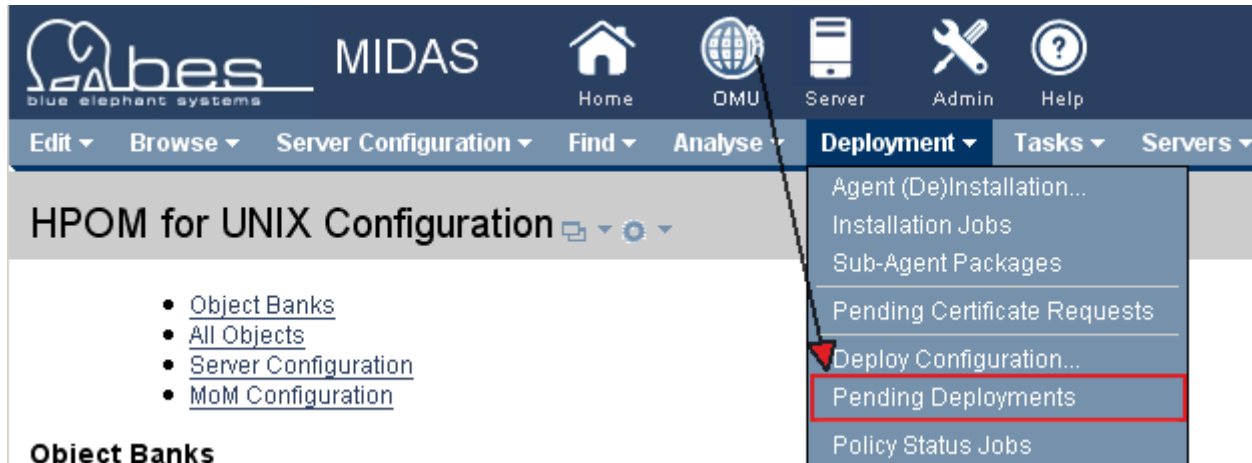 bes
blue elephant systems
MIDAS
Home
OMU
Server
Admin
Help
Edit
Browse
Server Configuration
Find
Analyse
Deployment
Tasks
Servers
Agent (De)Installation...
Installation Jobs
Sub-Agent Packages
Pending Certificate Requests
Deploy Configuration...
Pending Deployments
Policy Status Jobs
HPOM for UNIX Configuration
Object Banks
All Objects
Server Configuration
MoM Configuration
Object Banks